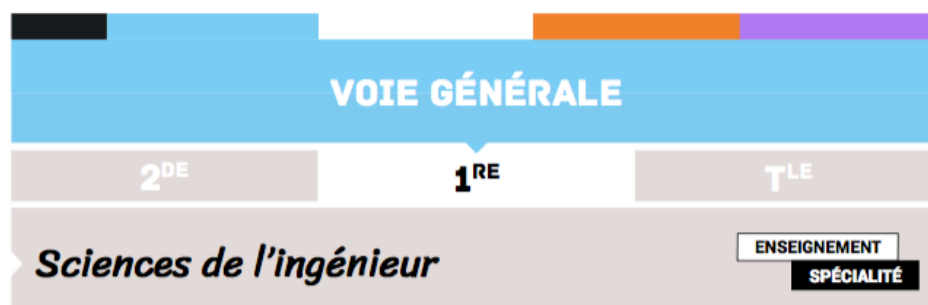 VOIE GÉNÉRALE
2DE 1RE TLE
Sciences de l'ingénieur
ENSEIGNEMENT
SPÉCIALITÉ